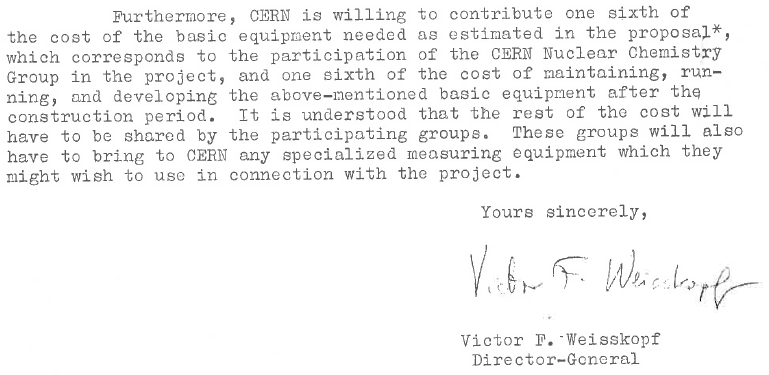 Furthermore, CERN is willing to contribute one sixth of
the cost of the basic equipment needed as estimated in the proposal*,
which corresponds to the participation of the CERN Nuclear Chemistry
Group in the project, and one sixth of the cost of maintaining, run-
ning, and developing the above-mentioned basic equipment after the
construction period. It is understood that the rest of the cost will
have to be shared by the participating groups. These groups will also
have to bring to CERN any specialized measuring equipment which they
might wish to use in connection with the project.
Yours sincerely,
Victor F. Weisskopf
Victor F. Weisskopf
Director-General